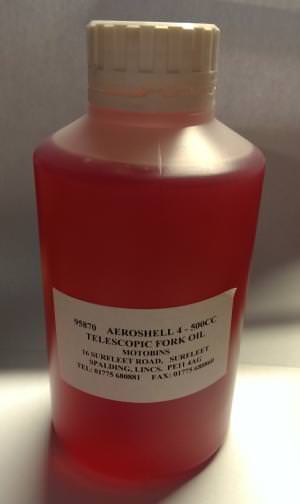 95870 AEROSHELL 4 - 500CC
TELESCOPIC FORK OIL
MOTOBINS
16 SURFLEET ROAD, SURFLEET
SPALDING, LINCS. PE11 4AG
TEL: 01775 680881 FAX: 01775 680860